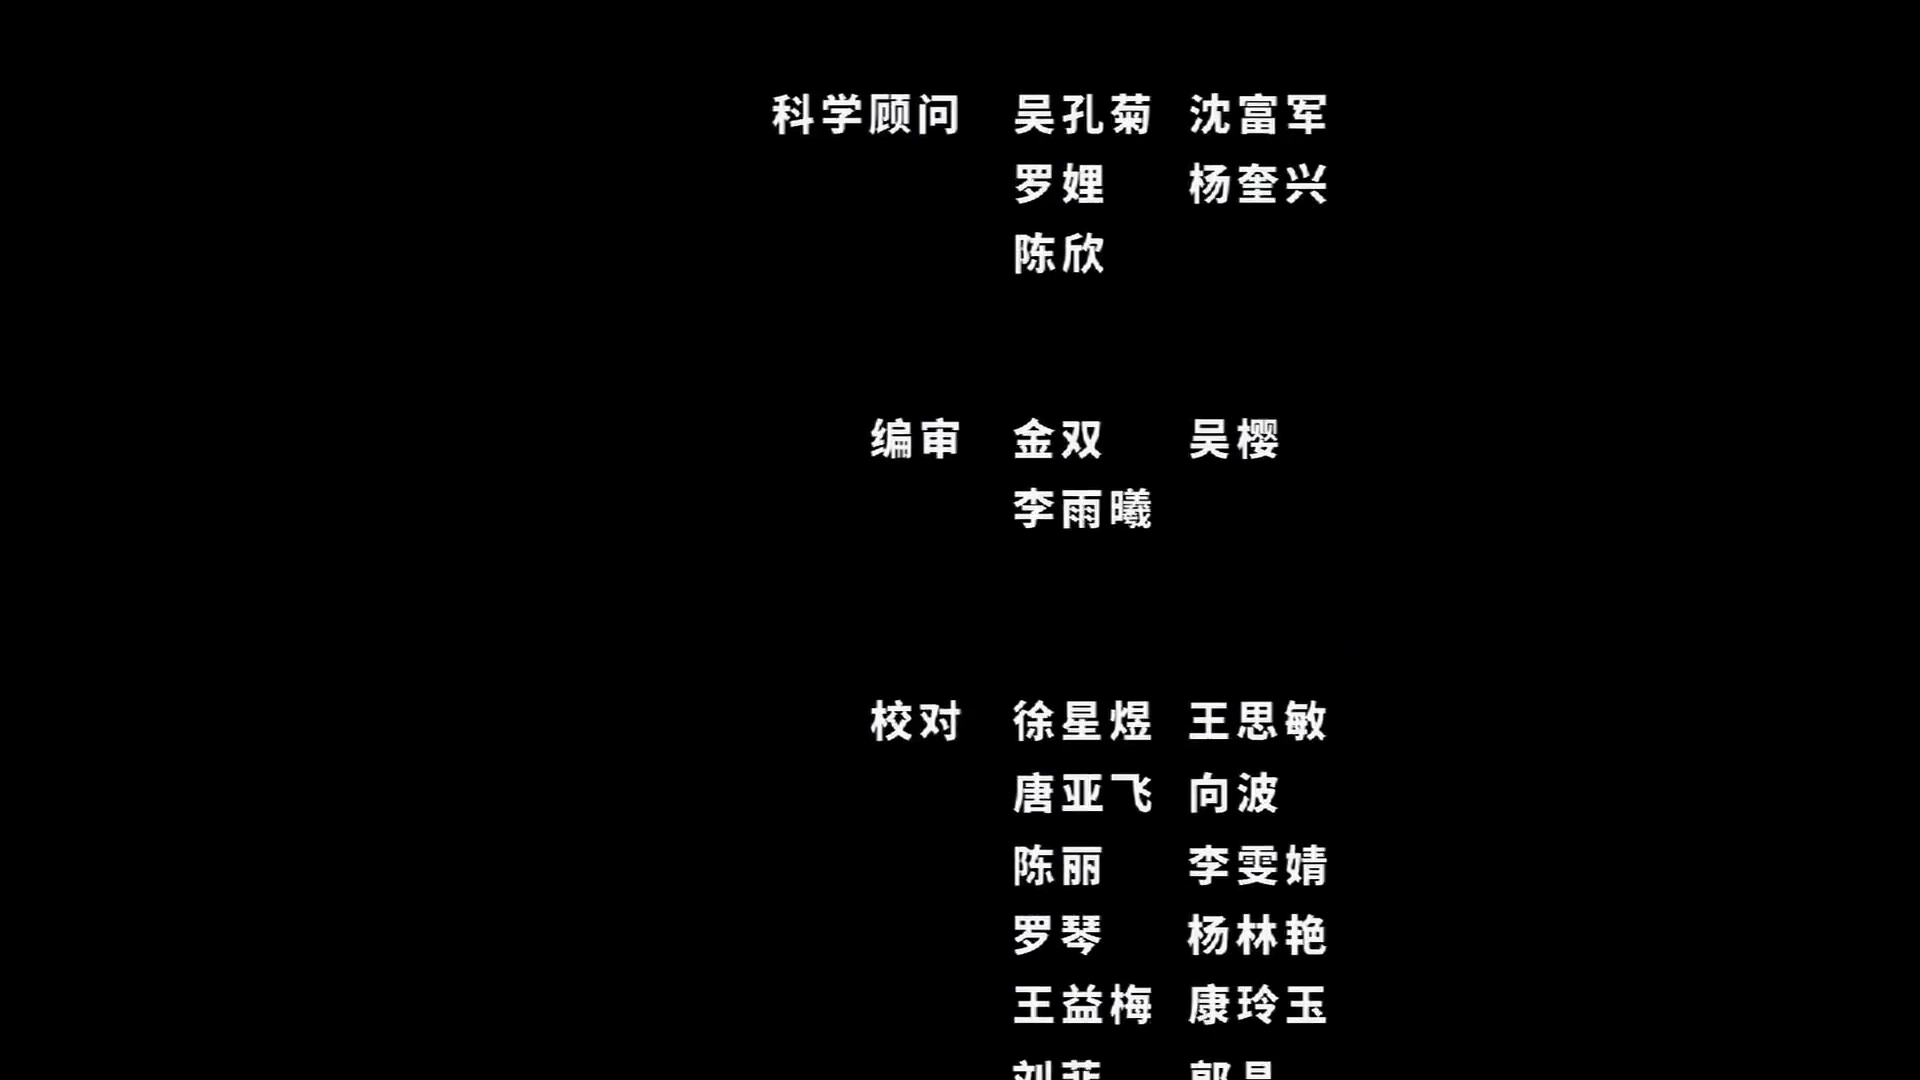 科学顾问 吴孔菊 沈富军
罗娌 杨奎兴
陈欣
编审 金双 吴樱
李雨曦
校对 徐星煜 王思敏
唐亚飞 向波
陈丽 李雯婧
罗琴 杨林艳
王益梅 康玲玉